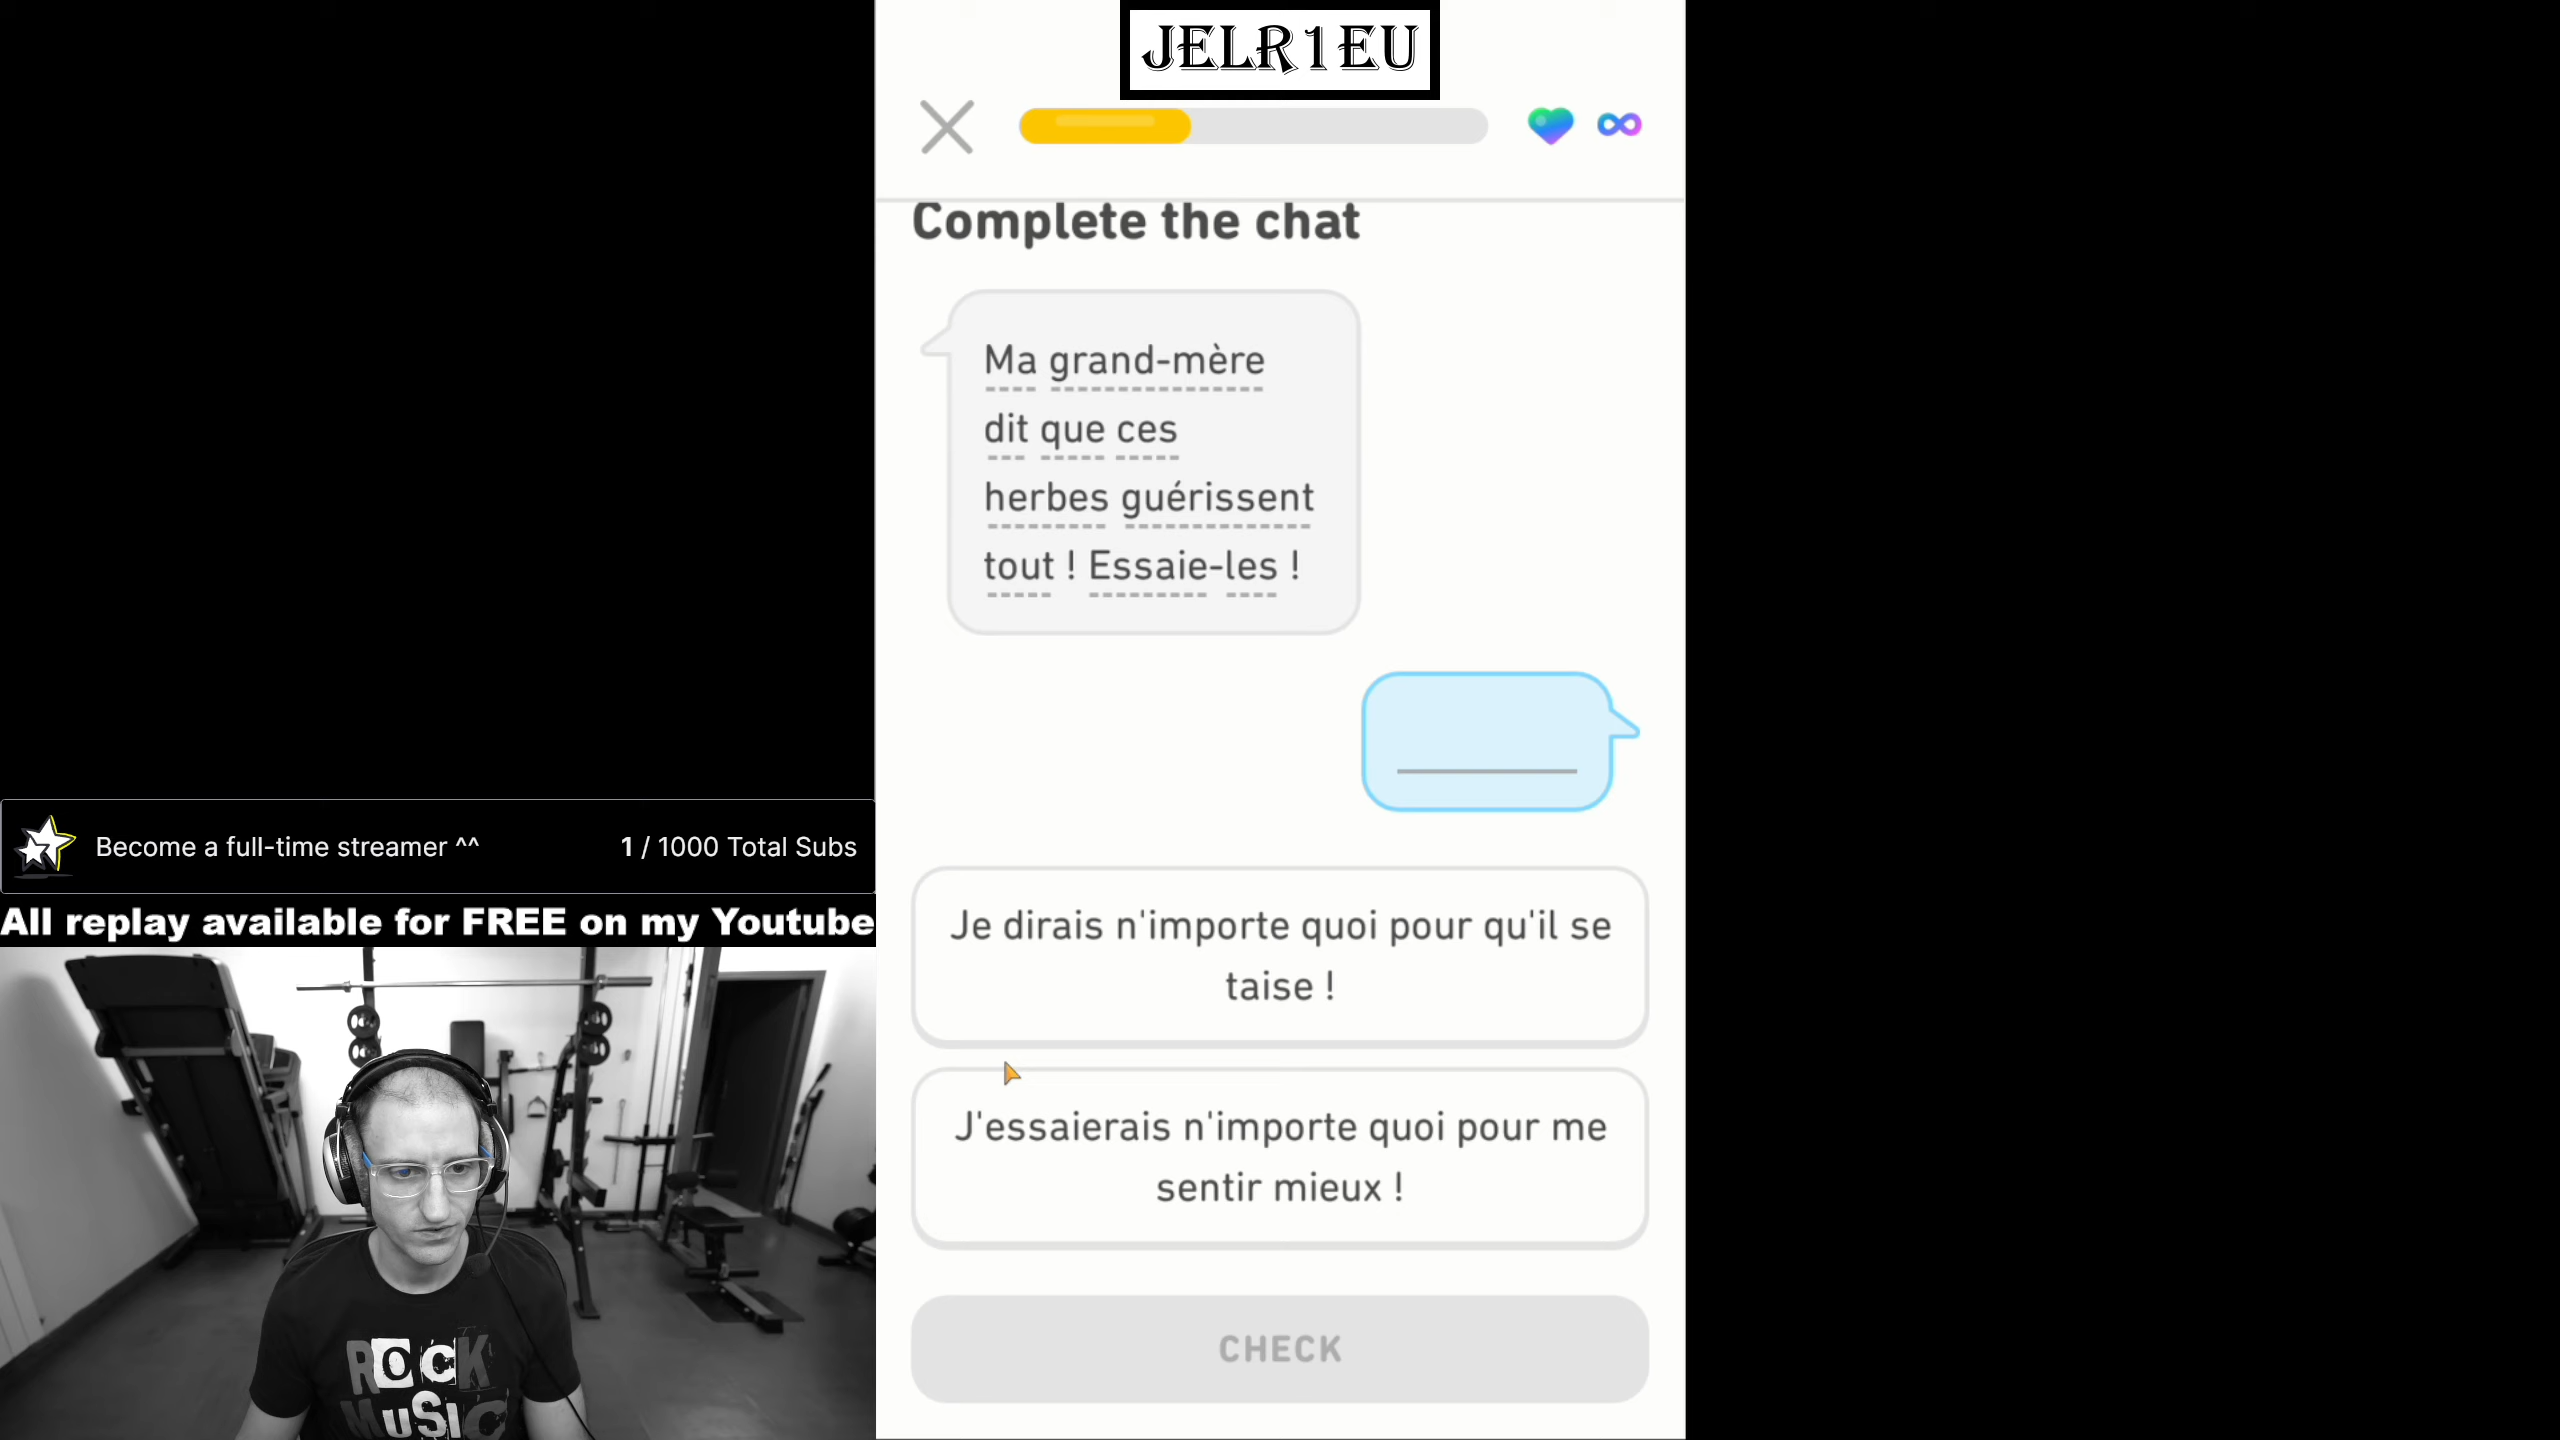 JELR1EU
Complete the chat
Ma grand-mère
dit que ces
herbes guérissent
tout ! Essaie-les !
Je dirais n'importe quoi pour qu'il se
taise !
J'essaierais n'importe quoi pour me
sentir mieux !
CHECK
Become a full-time streamer ^^ 1 / 1000 Total Subs
All replay available for FREE on my Youtube
ROCK
MUSIC